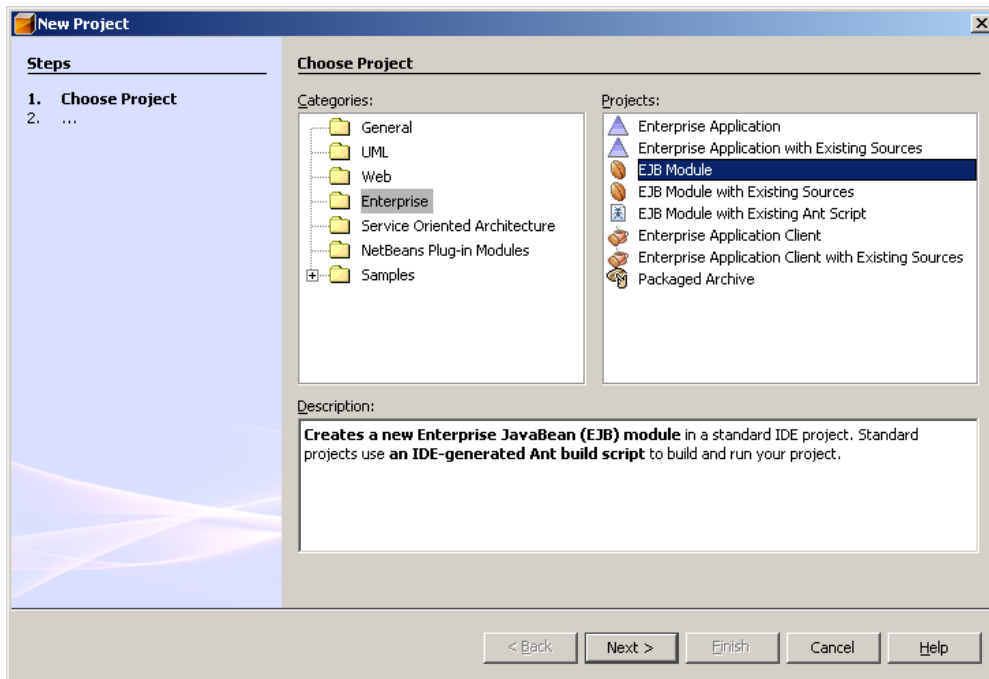 New Project
Steps
1. Choose Project
2. ...
Choose Project
Categories:
General
UML
Web
Enterprise
Service Oriented Architecture
NetBeans Plug-in Modules
Samples
Projects:
Enterprise Application
Enterprise Application with Existing Sources
EJB Module
EJB Module with Existing Sources
EJB Module with Existing Ant Script
Enterprise Application Client
Enterprise Application Client with Existing Sources
Packaged Archive
Description:
Creates a new Enterprise JavaBean (EJB) module in a standard IDE project. Standard
projects use an IDE-generated Ant build script to build and run your project.
< Back
Next >
Finish
Cancel
Help